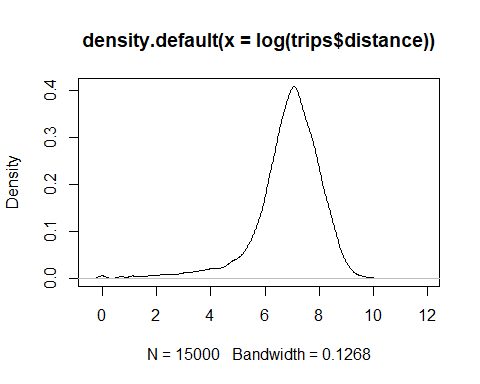 density.default(x = log(trips$distance))
Density
0.4
0.3
0.2
0.1
0.0
0 2 4 6 8 10 12
N = 15000 Bandwidth = 0.1268